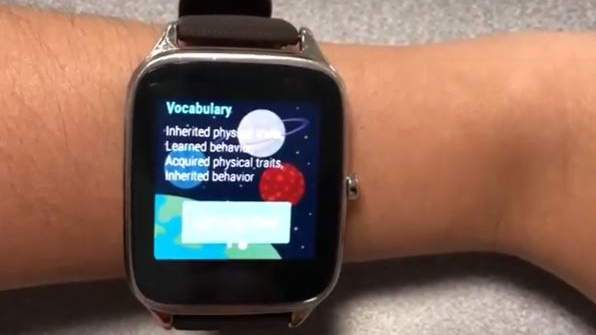 Vocabulary
Inherited physical traits,
Learned behavior
Acquired physical traits,
Inherited behavior